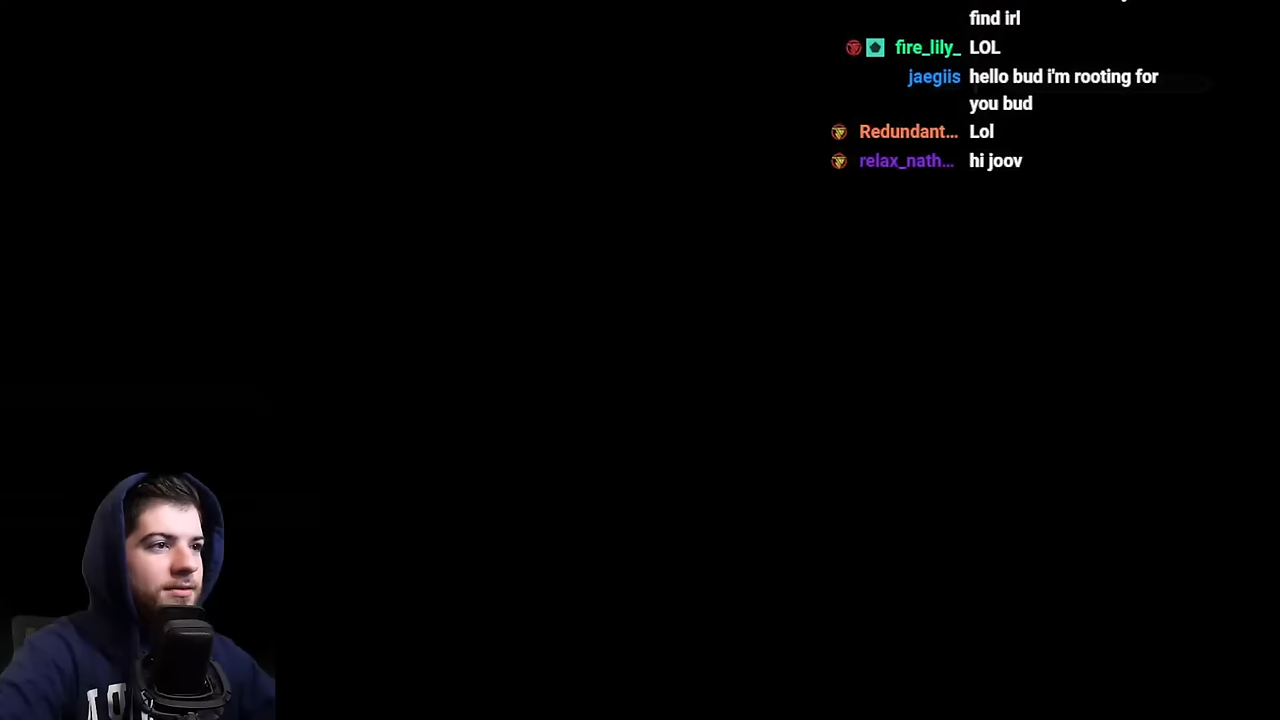 find irl
fire_lily_ LOL
jaegiis hello bud i'm rooting for
you bud
Redundant... Lol
relax_nath... hi joov